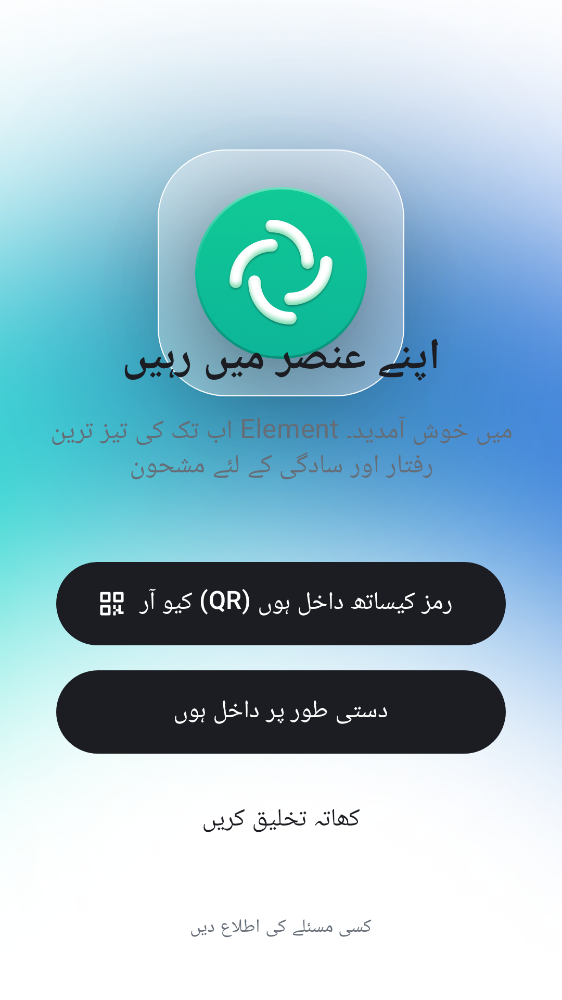 اپنے عنصر میں رہیں
میں خوش آمدید۔ Element اب تک کی تیز ترین
رفتار اور سادگی کے لئے مشحون
رمز کیساتھ داخل ہوں (QR) کیو آر
دستی طور پر داخل ہوں
کھاتہ تخلیق کریں
کسی مسئلے کی اطلاع دیں